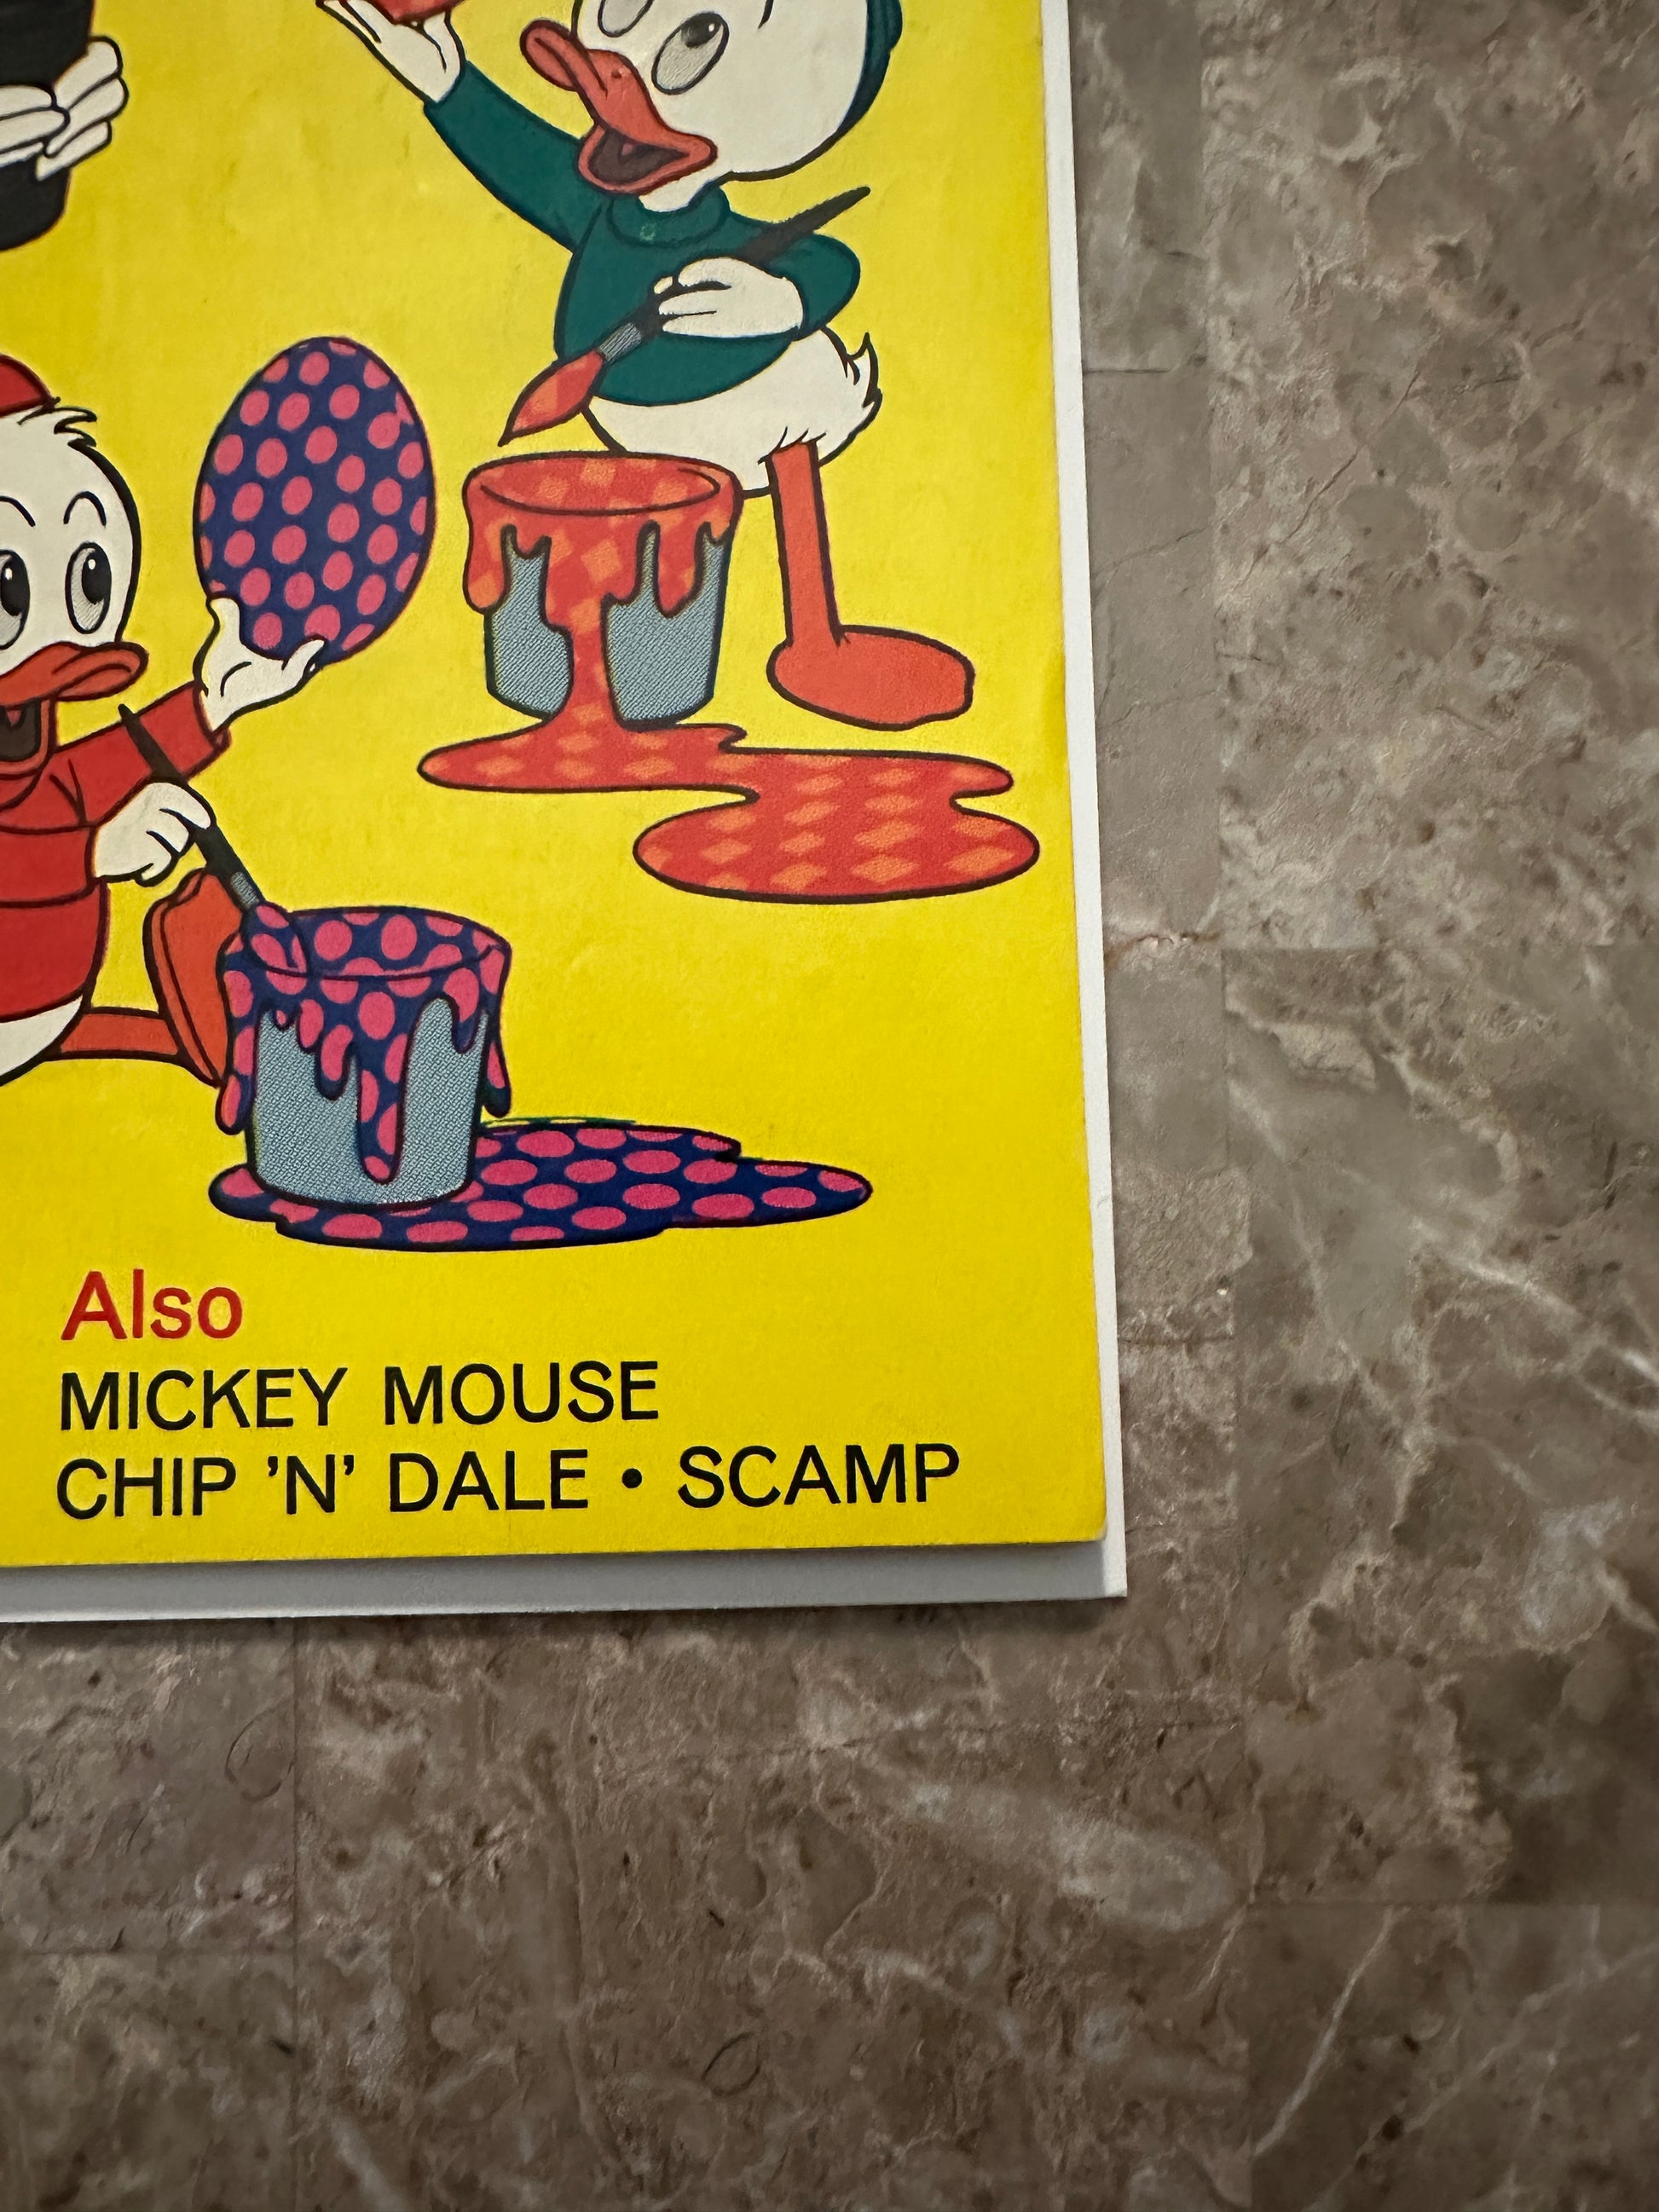 Also
MICKEY MOUSE
CHIP 'N' DALE • SCAMP